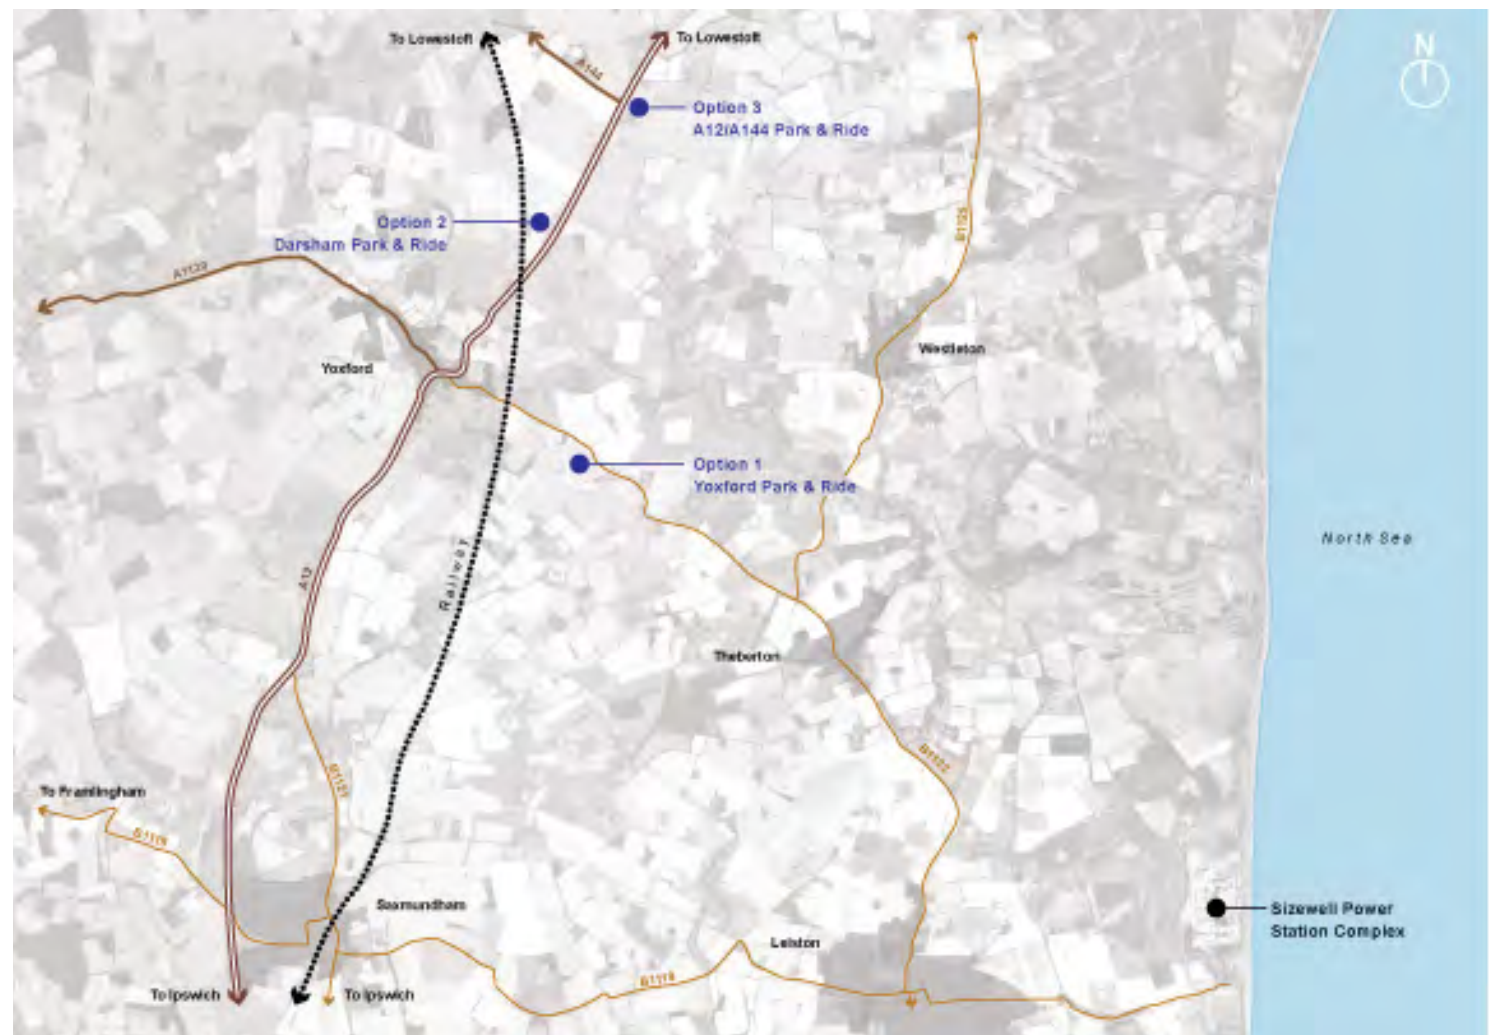 To Lowestoft
To Lowestoft
N
A144
Option 3
A12/A144 Park & Ride
Option 2
Darsham Park & Ride
B1125
A1120
Westleton
Yoxford
Option 1
Yoxford Park & Ride
North Sea
Railway
A12
Theberton
B1122
B1121
To Framlingham
B1119
Saxmundham
Sizewell Power
Station Complex
Leiston
B1119
To Ipswich
To Ipswich